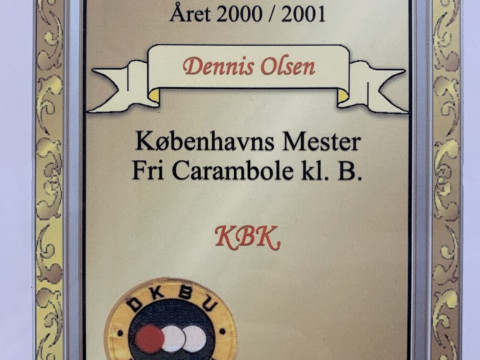 Året 2000 / 2001
Dennis Olsen
Københavns Mester
Fri Carambole kl. B.
KBK
DKBU